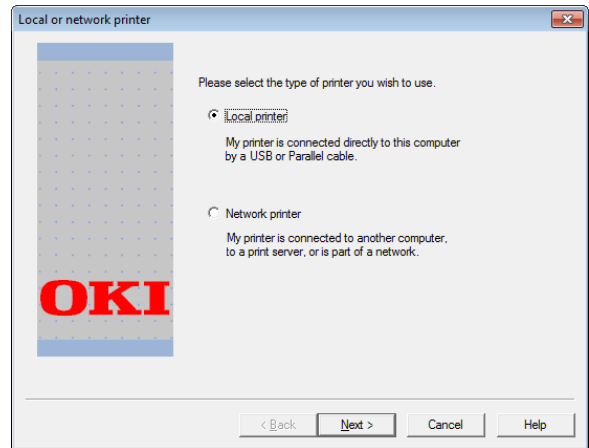 Local or network printer
Please select the type of printer you wish to use.
Local printer
My printer is connected directly to this computer
by a USB or Parallel cable.
Network printer
My printer is connected to another computer,
to a print server, or is part of a network.
OKI
< Back
Next >
Cancel
Help